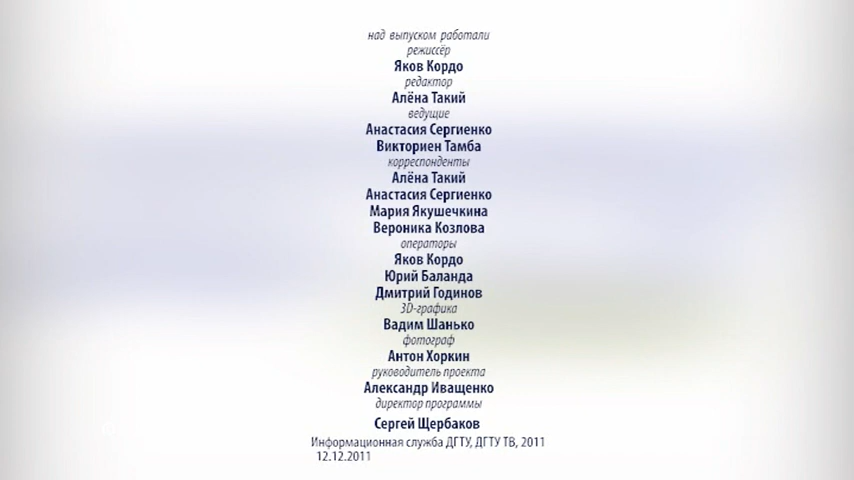 над выпуском работали
режиссёр
Яков Кордо
редактор
Алёна Такий
ведущие
Анастасия Сергиенко
Викториен Тамба
корреспонденты
Алёна Такий
Анастасия Сергиенко
Мария Якушечкина
Вероника Козлова
операторы
Яков Кордо
Юрий Баланда
Дмитрий Годинов
3D-графика
Вадим Шанько
фотограф
Антон Хоркин
руководитель проекта
Александр Иващенко
директор программы
Сергей Щербаков
Информационная служба ДГТУ, ДГТУ ТВ, 2011
12.12.2011